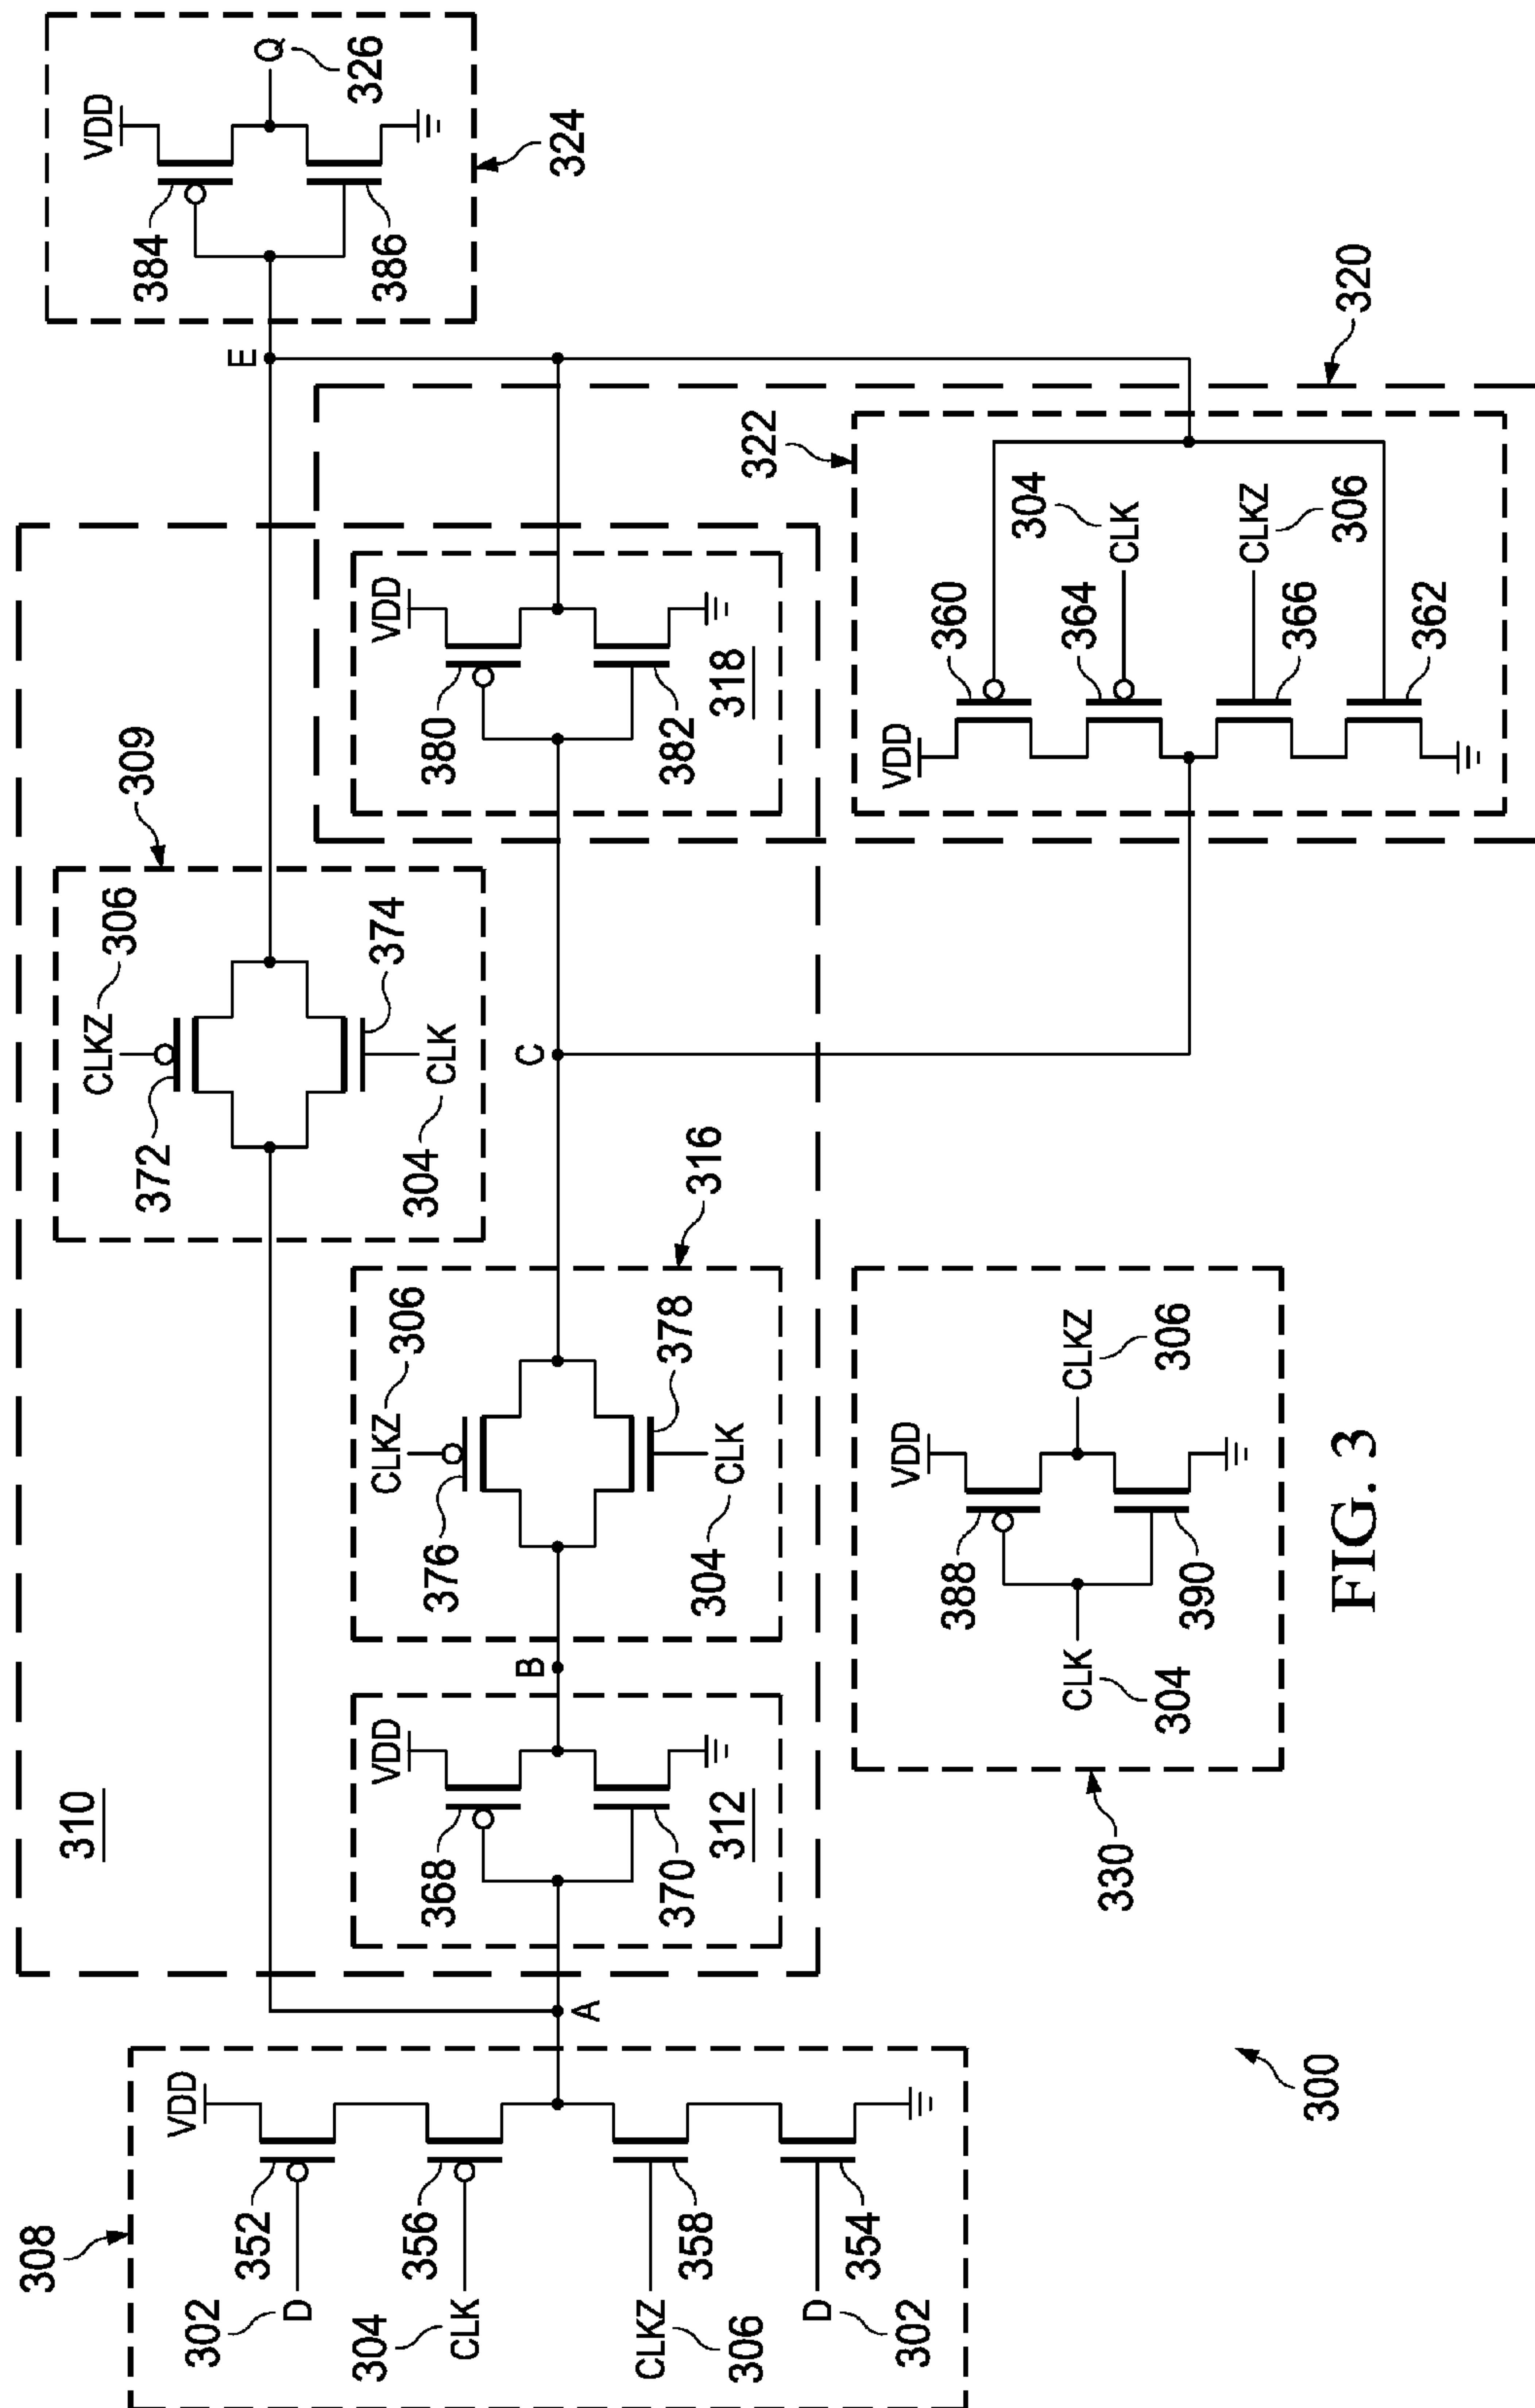 308
302
D
352
304
CLK
356
CLKZ
306
358
D
302
354
VDD
A
310
309
CLKZ
306
372
374
304
CLK
E
VDD
368
370
312
B
CLKZ
306
376
316
378
304
CLK
C
VDD
380
382
318
VDD
384
386
Q
326
324
320
322
VDD
360
304
CLK
364
CLKZ
306
366
362
330
CLK
304
VDD
388
390
CLKZ
306
300
FIG. 3